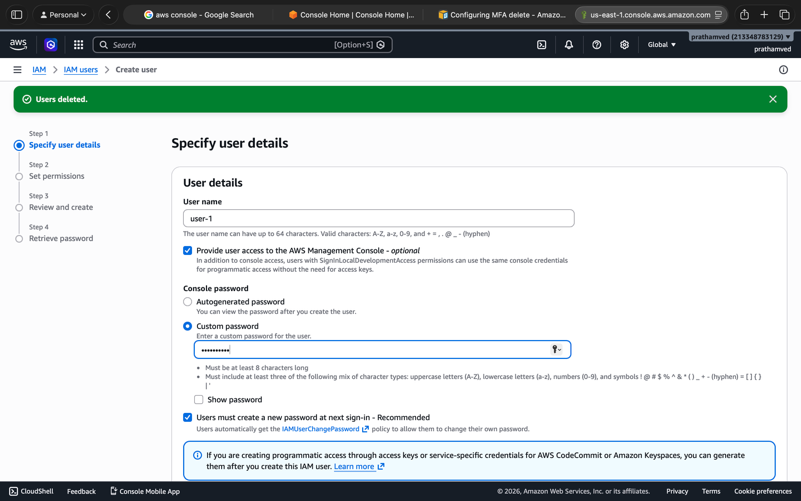 Personal
aws console - Google Search
Console Home | Console Home |...
Configuring MFA delete - Amazo...
us-east-1.console.aws.amazon.com
aws
Search
[Option+S]
Global
prathamved (213348783129)
prathamved
IAM
IAM users
Create user
Users deleted.
Step 1
Specify user details
Step 2
Set permissions
Step 3
Review and create
Step 4
Retrieve password
Specify user details
User details
User name
user-1
The user name can have up to 64 characters. Valid characters: A-Z, a-z, 0-9, and + = , . @ _ - (hyphen)
Provide user access to the AWS Management Console - optional
In addition to console access, users with SignInLocalDevelopmentAccess permissions can use the same console credentials
for programmatic access without the need for access keys.
Console password
Autogenerated password
You can view the password after you create the user.
Custom password
Enter a custom password for the user.
••••••••••
• Must be at least 8 characters long
• Must include at least three of the following mix of character types: uppercase letters (A-Z), lowercase letters (a-z), numbers (0-9), and symbols ! @ # $ % ^ & * ( ) _ + - (hyphen) = [ ] { }
| '
Show password
Users must create a new password at next sign-in - Recommended
Users automatically get the IAMUserChangePassword policy to allow them to change their own password.
If you are creating programmatic access through access keys or service-specific credentials for AWS CodeCommit or Amazon Keyspaces, you can generate
them after you create this IAM user. Learn more
CloudShell
Feedback
Console Mobile App
© 2026, Amazon Web Services, Inc. or its affiliates.
Privacy
Terms
Cookie preferences